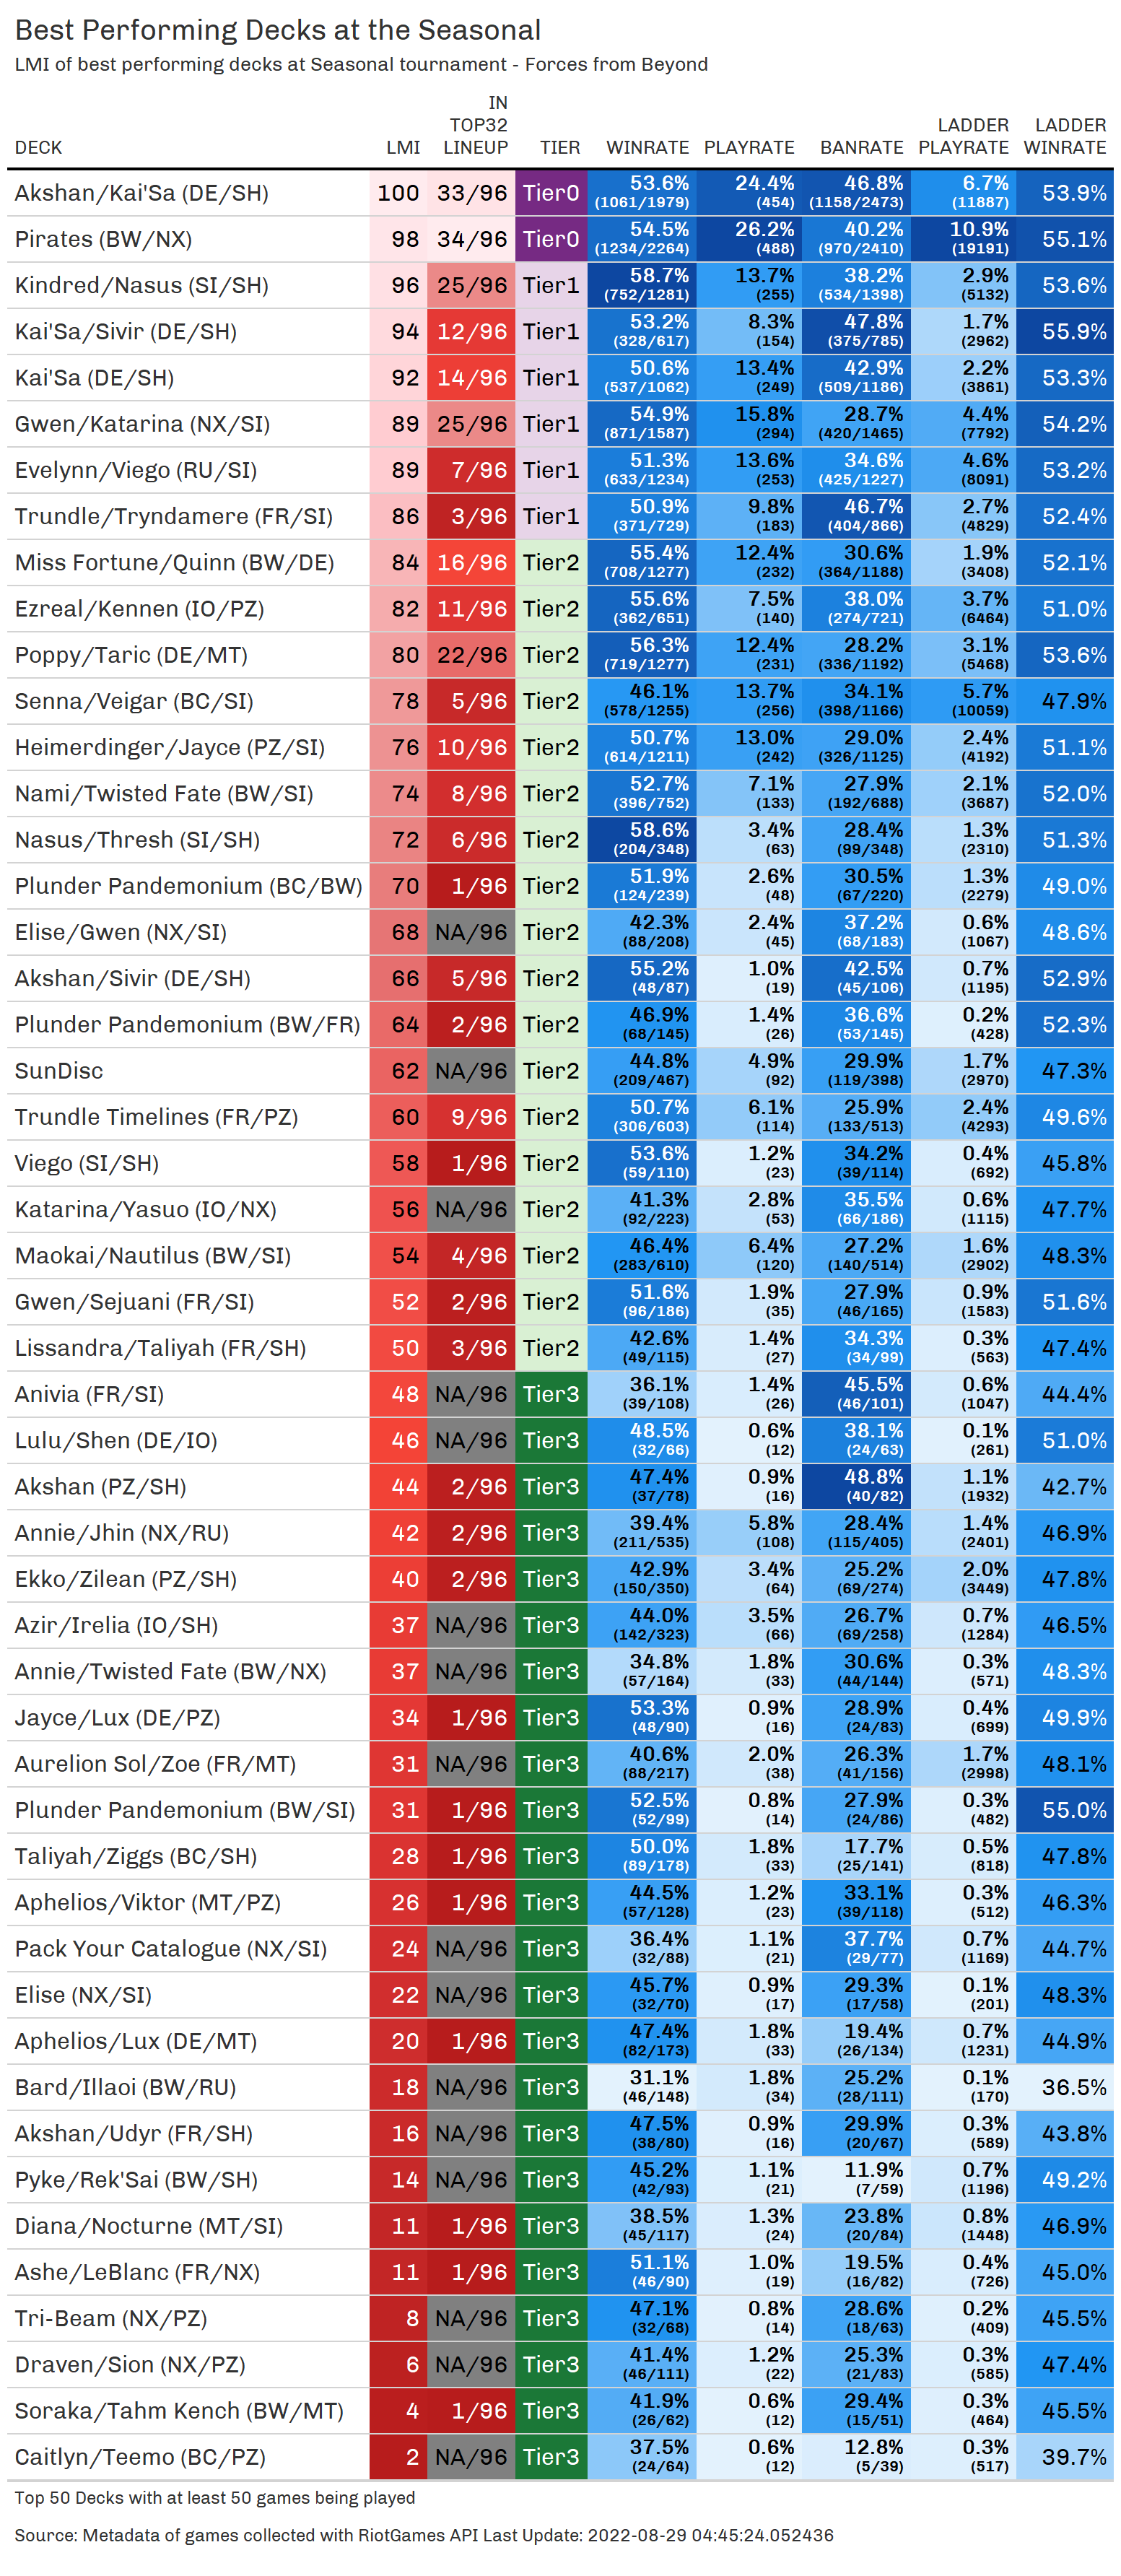 Best Performing Decks at the Seasonal
LMI of best performing decks at Seasonal tournament - Forces from Beyond
IN
TOP32 LADDER LADDER
DECK LMI LINEUP TIER WINRATE PLAYRATE BANRATE PLAYRATE WINRATE
Akshan/Kai'Sa (DE/SH) 100 33/96 Tier0 53.6% (1061/1979) 24.4% (454) 46.8% (1158/2473) 6.7% (11887) 53.9%
Pirates (BW/NX) 98 34/96 Tier0 54.5% (1234/2264) 26.2% (488) 40.2% (970/2410) 10.9% (19191) 55.1%
Kindred/Nasus (SI/SH) 96 25/96 Tier1 58.7% (752/1281) 13.7% (255) 38.2% (534/1398) 2.9% (5132) 53.6%
Kai'Sa/Sivir (DE/SH) 94 12/96 Tier1 53.2% (328/617) 8.3% (154) 47.8% (375/785) 1.7% (2962) 55.9%
Kai'Sa (DE/SH) 92 14/96 Tier1 50.6% (537/1062) 13.4% (249) 42.9% (509/1186) 2.2% (3861) 53.3%
Gwen/Katarina (NX/SI) 89 25/96 Tier1 54.9% (871/1587) 15.8% (294) 28.7% (420/1465) 4.4% (7792) 54.2%
Evelynn/Viego (RU/SI) 89 7/96 Tier1 51.3% (633/1234) 13.6% (253) 34.6% (425/1227) 4.6% (8091) 53.2%
Trundle/Tryndamere (FR/SI) 86 3/96 Tier1 50.9% (371/729) 9.8% (183) 46.7% (404/866) 2.7% (4829) 52.4%
Miss Fortune/Quinn (BW/DE) 84 16/96 Tier2 55.4% (708/1277) 12.4% (232) 30.6% (364/1188) 1.9% (3408) 52.1%
Ezreal/Kennen (IO/PZ) 82 11/96 Tier2 55.6% (362/651) 7.5% (140) 38.0% (274/721) 3.7% (6464) 51.0%
Poppy/Taric (DE/MT) 80 22/96 Tier2 56.3% (719/1277) 12.4% (231) 28.2% (336/1192) 3.1% (5468) 53.6%
Senna/Veigar (BC/SI) 78 5/96 Tier2 46.1% (578/1255) 13.7% (256) 34.1% (398/1166) 5.7% (10059) 47.9%
Heimerdinger/Jayce (PZ/SI) 76 10/96 Tier2 50.7% (614/1211) 13.0% (242) 29.0% (326/1125) 2.4% (4192) 51.1%
Nami/Twisted Fate (BW/SI) 74 8/96 Tier2 52.7% (396/752) 7.1% (133) 27.9% (192/688) 2.1% (3687) 52.0%
Nasus/Thresh (SI/SH) 72 6/96 Tier2 58.6% (204/348) 3.4% (63) 28.4% (99/348) 1.3% (2310) 51.3%
Plunder Pandemonium (BC/BW) 70 1/96 Tier2 51.9% (124/239) 2.6% (48) 30.5% (67/220) 1.3% (2279) 49.0%
Elise/Gwen (NX/SI) 68 NA/96 Tier2 42.3% (88/208) 2.4% (45) 37.2% (68/183) 0.6% (1067) 48.6%
Akshan/Sivir (DE/SH) 66 5/96 Tier2 55.2% (48/87) 1.0% (19) 42.5% (45/106) 0.7% (1195) 52.9%
Plunder Pandemonium (BW/FR) 64 2/96 Tier2 46.9% (68/145) 1.4% (26) 36.6% (53/145) 0.2% (428) 52.3%
SunDisc 62 NA/96 Tier2 44.8% (209/467) 4.9% (92) 29.9% (119/398) 1.7% (2970) 47.3%
Trundle Timelines (FR/PZ) 60 9/96 Tier2 50.7% (306/603) 6.1% (114) 25.9% (133/513) 2.4% (4293) 49.6%
Viego (SI/SH) 58 1/96 Tier2 53.6% (59/110) 1.2% (23) 34.2% (39/114) 0.4% (692) 45.8%
Katarina/Yasuo (IO/NX) 56 NA/96 Tier2 41.3% (92/223) 2.8% (53) 35.5% (66/186) 0.6% (1115) 47.7%
Maokai/Nautilus (BW/SI) 54 4/96 Tier2 46.4% (283/610) 6.4% (120) 27.2% (140/514) 1.6% (2902) 48.3%
Gwen/Sejuani (FR/SI) 52 2/96 Tier2 51.6% (96/186) 1.9% (35) 27.9% (46/165) 0.9% (1583) 51.6%
Lissandra/Taliyah (FR/SH) 50 3/96 Tier2 42.6% (49/115) 1.4% (27) 34.3% (34/99) 0.3% (563) 47.4%
Anivia (FR/SI) 48 NA/96 Tier3 36.1% (39/108) 1.4% (26) 45.5% (46/101) 0.6% (1047) 44.4%
Lulu/Shen (DE/IO) 46 NA/96 Tier3 48.5% (32/66) 0.6% (12) 38.1% (24/63) 0.1% (261) 51.0%
Akshan (PZ/SH) 44 2/96 Tier3 47.4% (37/78) 0.9% (16) 48.8% (40/82) 1.1% (1932) 42.7%
Annie/Jhin (NX/RU) 42 2/96 Tier3 39.4% (211/535) 5.8% (108) 28.4% (115/405) 1.4% (2401) 46.9%
Ekko/Zilean (PZ/SH) 40 2/96 Tier3 42.9% (150/350) 3.4% (64) 25.2% (69/274) 2.0% (3449) 47.8%
Azir/Irelia (IO/SH) 37 NA/96 Tier3 44.0% (142/323) 3.5% (66) 26.7% (69/258) 0.7% (1284) 46.5%
Annie/Twisted Fate (BW/NX) 37 NA/96 Tier3 34.8% (57/164) 1.8% (33) 30.6% (44/144) 0.3% (571) 48.3%
Jayce/Lux (DE/PZ) 34 1/96 Tier3 53.3% (48/90) 0.9% (16) 28.9% (24/83) 0.4% (699) 49.9%
Aurelion Sol/Zoe (FR/MT) 31 NA/96 Tier3 40.6% (88/217) 2.0% (38) 26.3% (41/156) 1.7% (2998) 48.1%
Plunder Pandemonium (BW/SI) 31 1/96 Tier3 52.5% (52/99) 0.8% (14) 27.9% (24/86) 0.3% (482) 55.0%
Taliyah/Ziggs (BC/SH) 28 1/96 Tier3 50.0% (89/178) 1.8% (33) 17.7% (25/141) 0.5% (818) 47.8%
Aphelios/Viktor (MT/PZ) 26 1/96 Tier3 44.5% (57/128) 1.2% (23) 33.1% (39/118) 0.3% (512) 46.3%
Pack Your Catalogue (NX/SI) 24 NA/96 Tier3 36.4% (32/88) 1.1% (21) 37.7% (29/77) 0.7% (1169) 44.7%
Elise (NX/SI) 22 NA/96 Tier3 45.7% (32/70) 0.9% (17) 29.3% (17/58) 0.1% (201) 48.3%
Aphelios/Lux (DE/MT) 20 1/96 Tier3 47.4% (82/173) 1.8% (33) 19.4% (26/134) 0.7% (1231) 44.9%
Bard/Illaoi (BW/RU) 18 NA/96 Tier3 31.1% (46/148) 1.8% (34) 25.2% (28/111) 0.1% (170) 36.5%
Akshan/Udyr (FR/SH) 16 NA/96 Tier3 47.5% (38/80) 0.9% (16) 29.9% (20/67) 0.3% (589) 43.8%
Pyke/Rek'Sai (BW/SH) 14 NA/96 Tier3 45.2% (42/93) 1.1% (21) 11.9% (7/59) 0.7% (1196) 49.2%
Diana/Nocturne (MT/SI) 11 1/96 Tier3 38.5% (45/117) 1.3% (24) 23.8% (20/84) 0.8% (1448) 46.9%
Ashe/LeBlanc (FR/NX) 11 1/96 Tier3 51.1% (46/90) 1.0% (19) 19.5% (16/82) 0.4% (726) 45.0%
Tri-Beam (NX/PZ) 8 NA/96 Tier3 47.1% (32/68) 0.8% (14) 28.6% (18/63) 0.2% (409) 45.5%
Draven/Sion (NX/PZ) 6 NA/96 Tier3 41.4% (46/111) 1.2% (22) 25.3% (21/83) 0.3% (585) 47.4%
Soraka/Tahm Kench (BW/MT) 4 1/96 Tier3 41.9% (26/62) 0.6% (12) 29.4% (15/51) 0.3% (464) 45.5%
Caitlyn/Teemo (BC/PZ) 2 NA/96 Tier3 37.5% (24/64) 0.6% (12) 12.8% (5/39) 0.3% (517) 39.7%
Top 50 Decks with at least 50 games being played
Source: Metadata of games collected with RiotGames API Last Update: 2022-08-29 04:45:24.052436